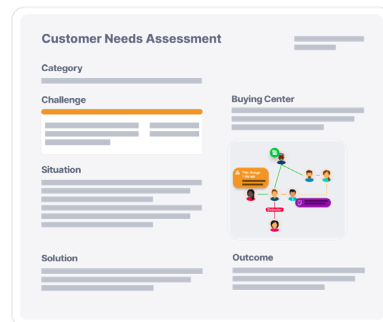 Customer Needs Assessment
Category
Challenge
Buying Center
Situation
Solution
Outcome